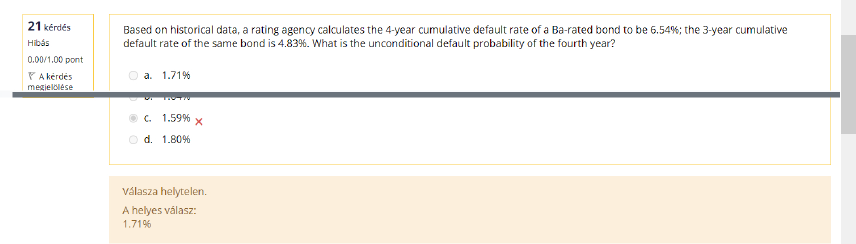 21 kérdés
Hibás
0.00/1.00 pont
A kérdés
megjelölése
Based on historical data, a rating agency calculates the 4-year cumulative default rate of a Ba-rated bond to be 6.54%; the 3-year cumulative
default rate of the same bond is 4.83%. What is the unconditional default probability of the fourth year?
a. 1.71%
c. 1.59%
d. 1.80%
Válasza helytelen.
A helyes válasz:
1.71%